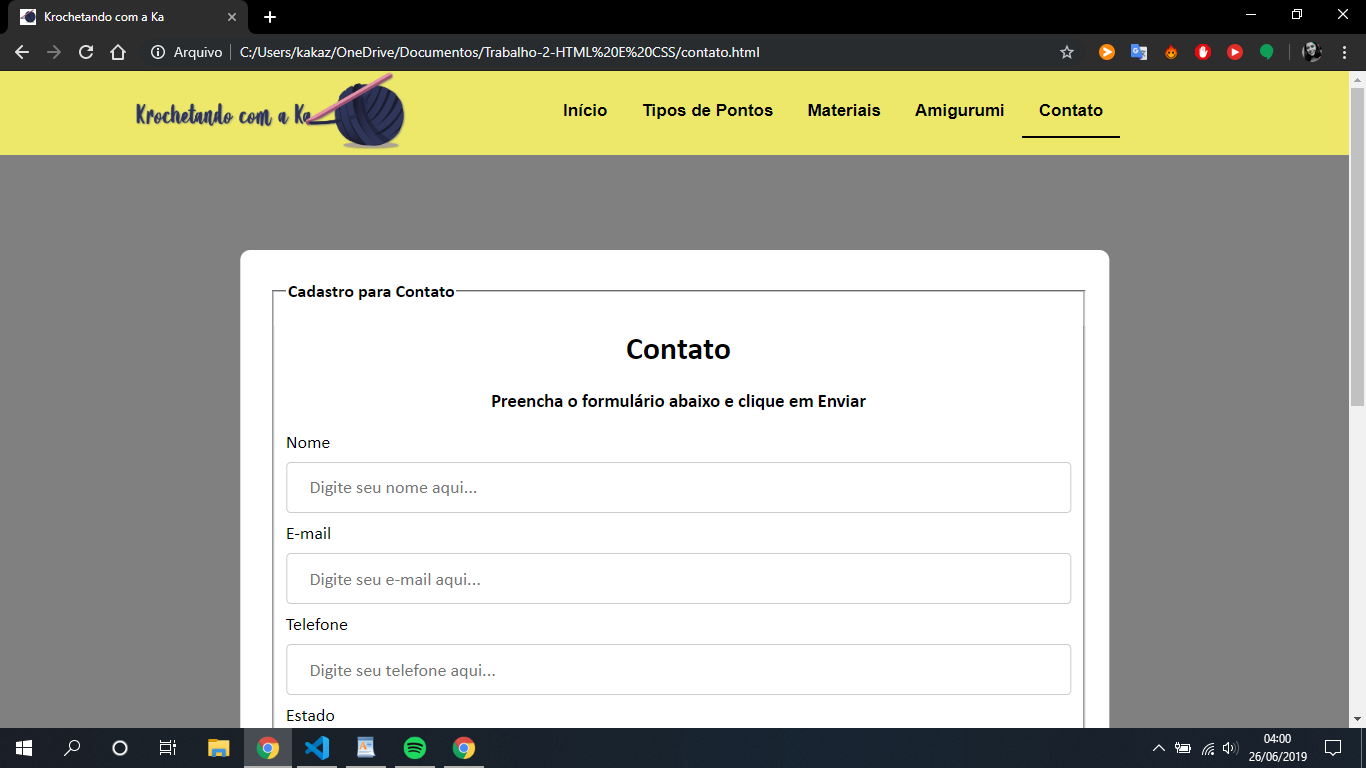 Krochetando com a Ka
Arquivo C:/Users/kakaz/OneDrive/Documentos/Trabalho-2-HTML%20E%20CSS/contato.html
Krochetando com a Ka
Início Tipos de Pontos Materiais Amigurumi Contato
Cadastro para Contato
Contato
Preencha o formulário abaixo e clique em Enviar
Nome
Digite seu nome aqui...
E-mail
Digite seu e-mail aqui...
Telefone
Digite seu telefone aqui...
Estado
04:00
26/06/2019